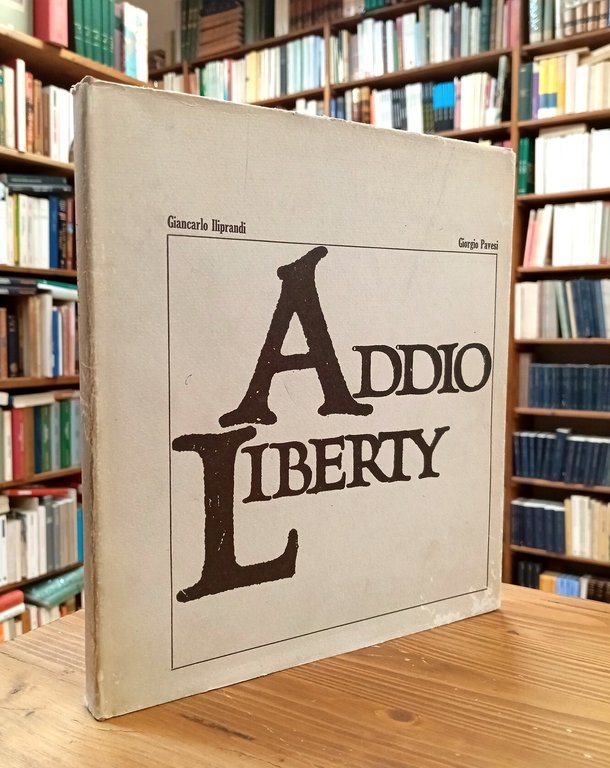 Giancarlo Iliprandi
Giorgio Pavesi
ADDIO
LIBERTY